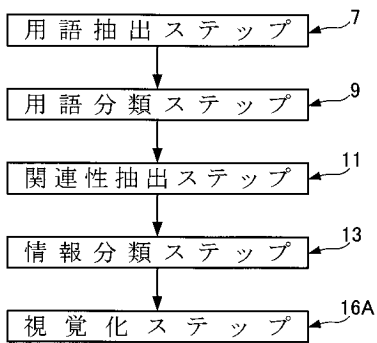 用語抽出ステップ 7
用語分類ステップ 9
関連性抽出ステップ 11
情報分類ステップ 13
視覚化ステップ 16A